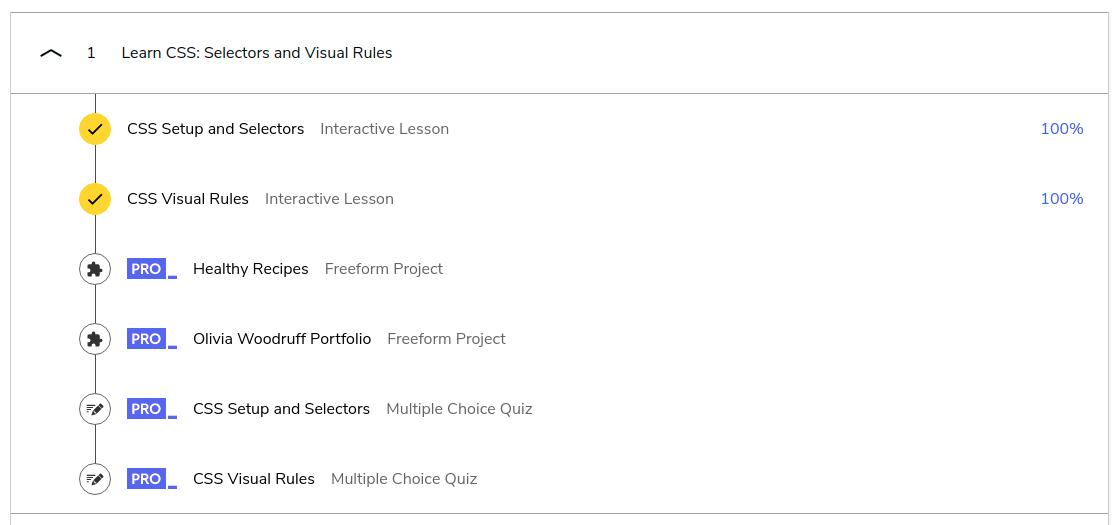 1 Learn CSS: Selectors and Visual Rules
CSS Setup and Selectors Interactive Lesson 100%
CSS Visual Rules Interactive Lesson 100%
PRO Healthy Recipes Freeform Project
PRO Olivia Woodruff Portfolio Freeform Project
PRO CSS Setup and Selectors Multiple Choice Quiz
PRO CSS Visual Rules Multiple Choice Quiz